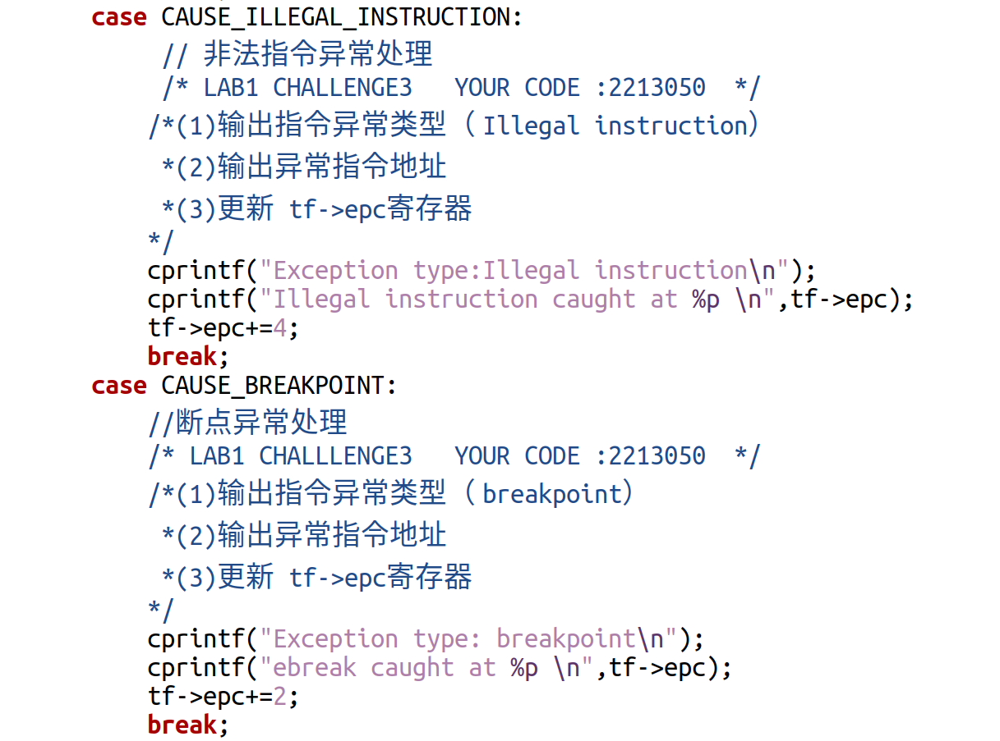 case CAUSE_ILLEGAL_INSTRUCTION:
// 非法指令异常处理
/* LAB1 CHALLENGE3   YOUR CODE :2213050  */
/*(1)输出指令异常类型（ Illegal instruction）
*(2)输出异常指令地址
*(3)更新 tf->epc寄存器
*/
cprintf("Exception type:Illegal instruction\n");
cprintf("Illegal instruction caught at %p \n",tf->epc);
tf->epc+=4;
break;
case CAUSE_BREAKPOINT:
//断点异常处理
/* LAB1 CHALLLENGE3   YOUR CODE :2213050  */
/*(1)输出指令异常类型（ breakpoint）
*(2)输出异常指令地址
*(3)更新 tf->epc寄存器
*/
cprintf("Exception type: breakpoint\n");
cprintf("ebreak caught at %p \n",tf->epc);
tf->epc+=2;
break;